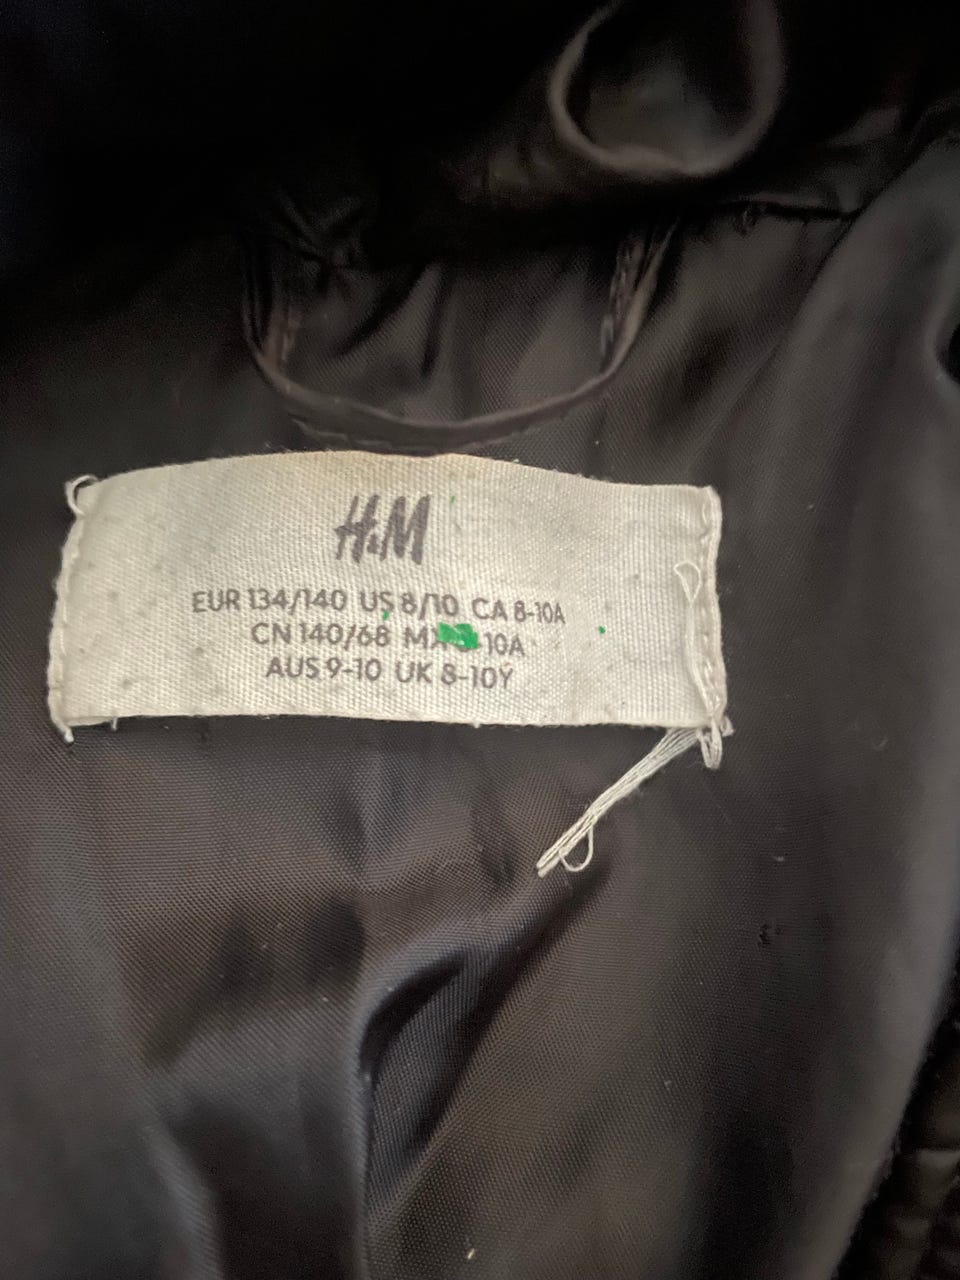 H&M
EUR 134/140 US 8/10 CA 8-10A
CN 140/68 10A
AUS 9-10 UK 8-10Y